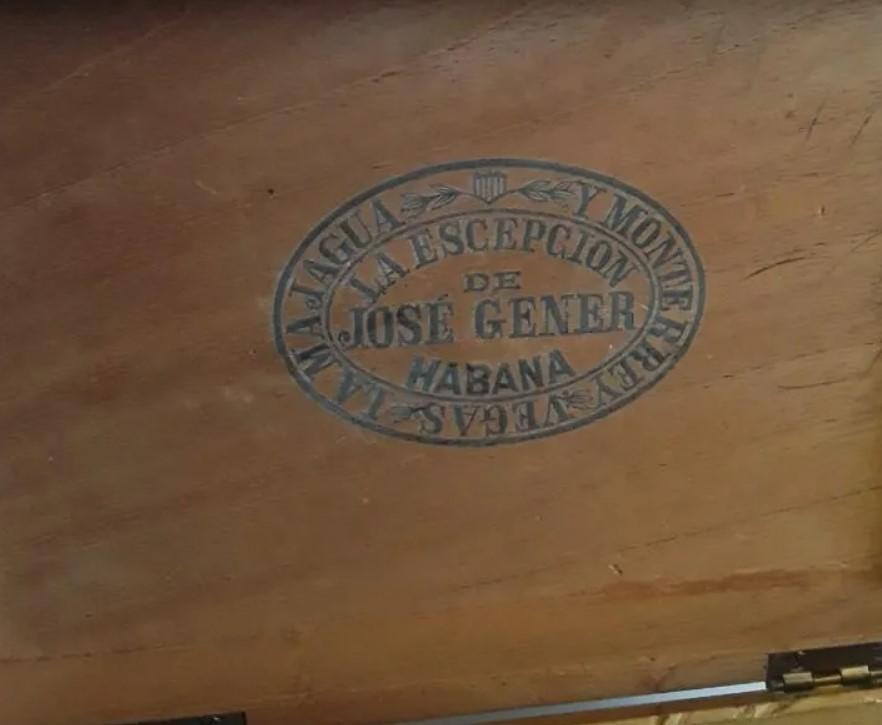 LA MAJAGUA Y MONTERREY
VEGAS
LA ESCEPCION
DE
JOSÉ GENER
HABANA